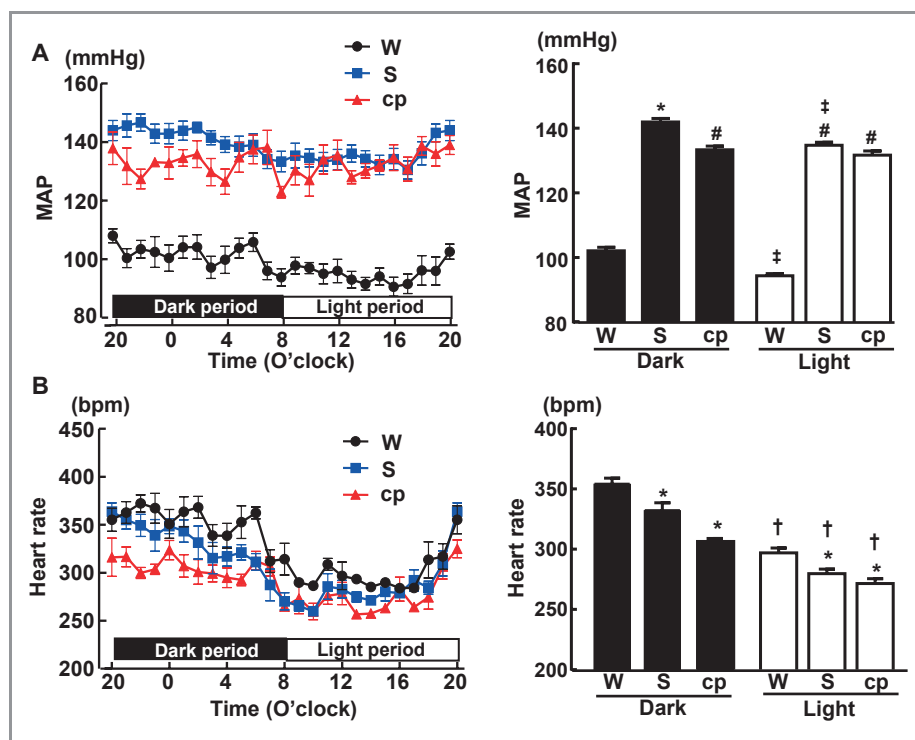 A
(mmHg)
W
S
cp
160
140
120
100
80
MAP
Dark period
Light period
20 0 4 8 12 16 20
Time (O'clock)
(mmHg)
160
140
120
100
80
MAP
* # ‡ ‡ # #
W S cp W S cp
Dark Light
B
(bpm)
W
S
cp
450
400
350
300
250
200
Heart rate
Dark period
Light period
20 0 4 8 12 16 20
Time (O'clock)
(bpm)
400
350
300
250
200
Heart rate
* * † † * † *
W S cp W S cp
Dark Light